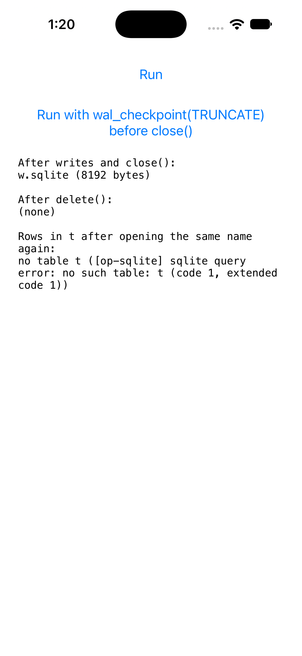 1:20
Run
Run with wal_checkpoint(TRUNCATE)
before close()
After writes and close():
w.sqlite (8192 bytes)
After delete():
(none)
Rows in t after opening the same name
again:
no table t ([op-sqlite] sqlite query
error: no such table: t (code 1, extended
code 1))